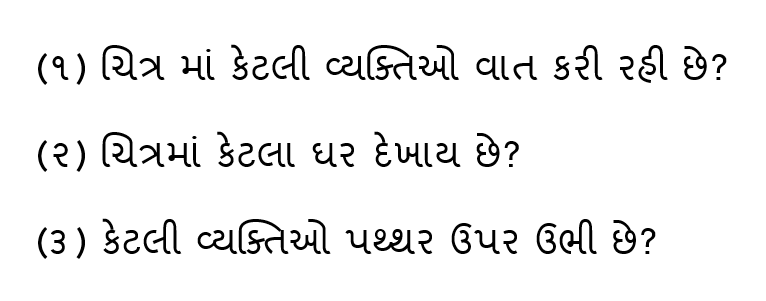 (૧) ચિત્ર માં કેટલી વ્યક્તિઓ વાત કરી રહી છે?
(૨) ચિત્રમાં કેટલા ઘર દેખાય છે?
(૩) કેટલી વ્યક્તિઓ પથ્થર ઉપર ઉભી છે?